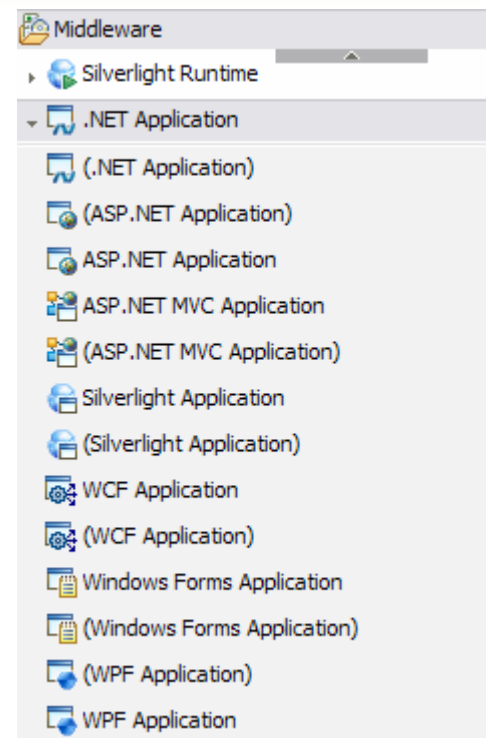 Middleware
Silverlight Runtime
.NET Application
(.NET Application)
(ASP.NET Application)
ASP.NET Application
ASP.NET MVC Application
(ASP.NET MVC Application)
Silverlight Application
(Silverlight Application)
WCF Application
(WCF Application)
Windows Forms Application
(Windows Forms Application)
(WPF Application)
WPF Application